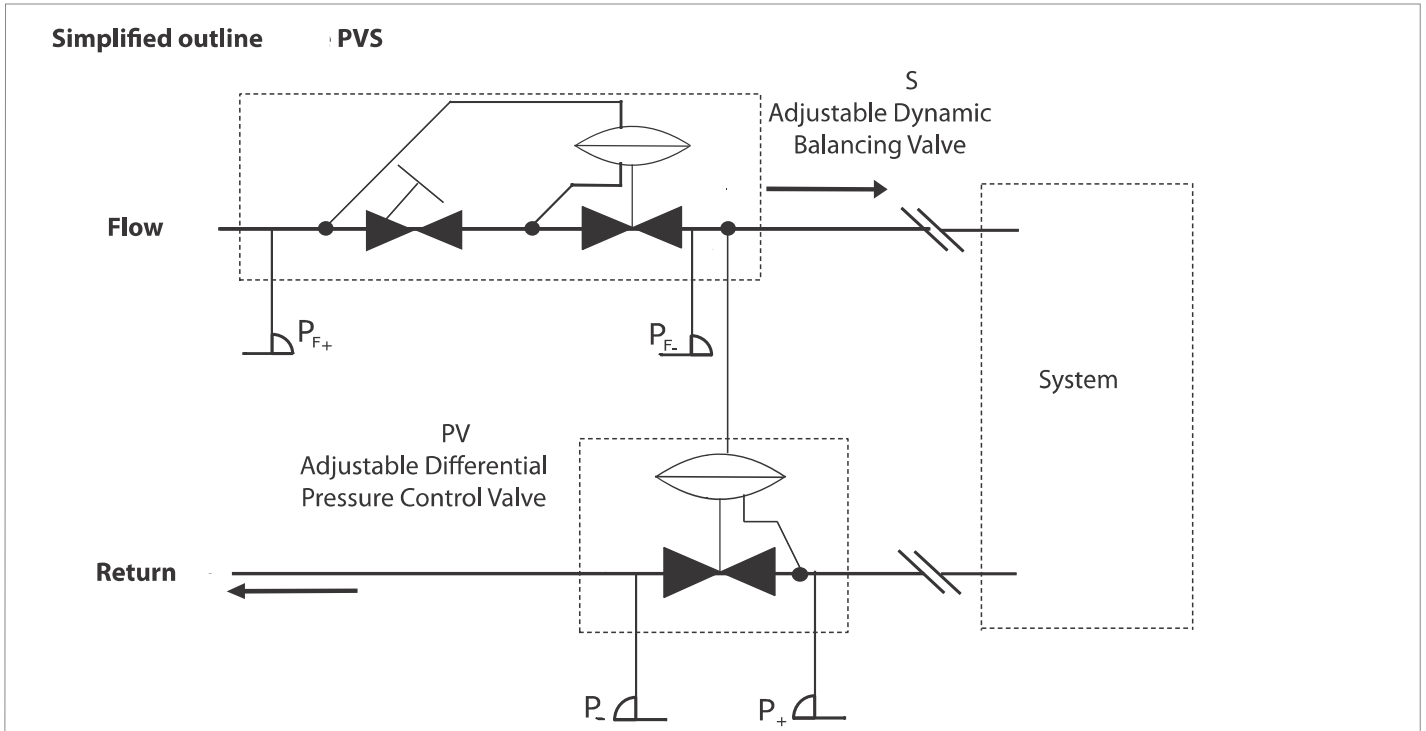 Simplified outline PVS
S
Adjustable Dynamic
Balancing Valve
Flow
PF+
PF-
System
PV
Adjustable Differential
Pressure Control Valve
Return
P-
P+